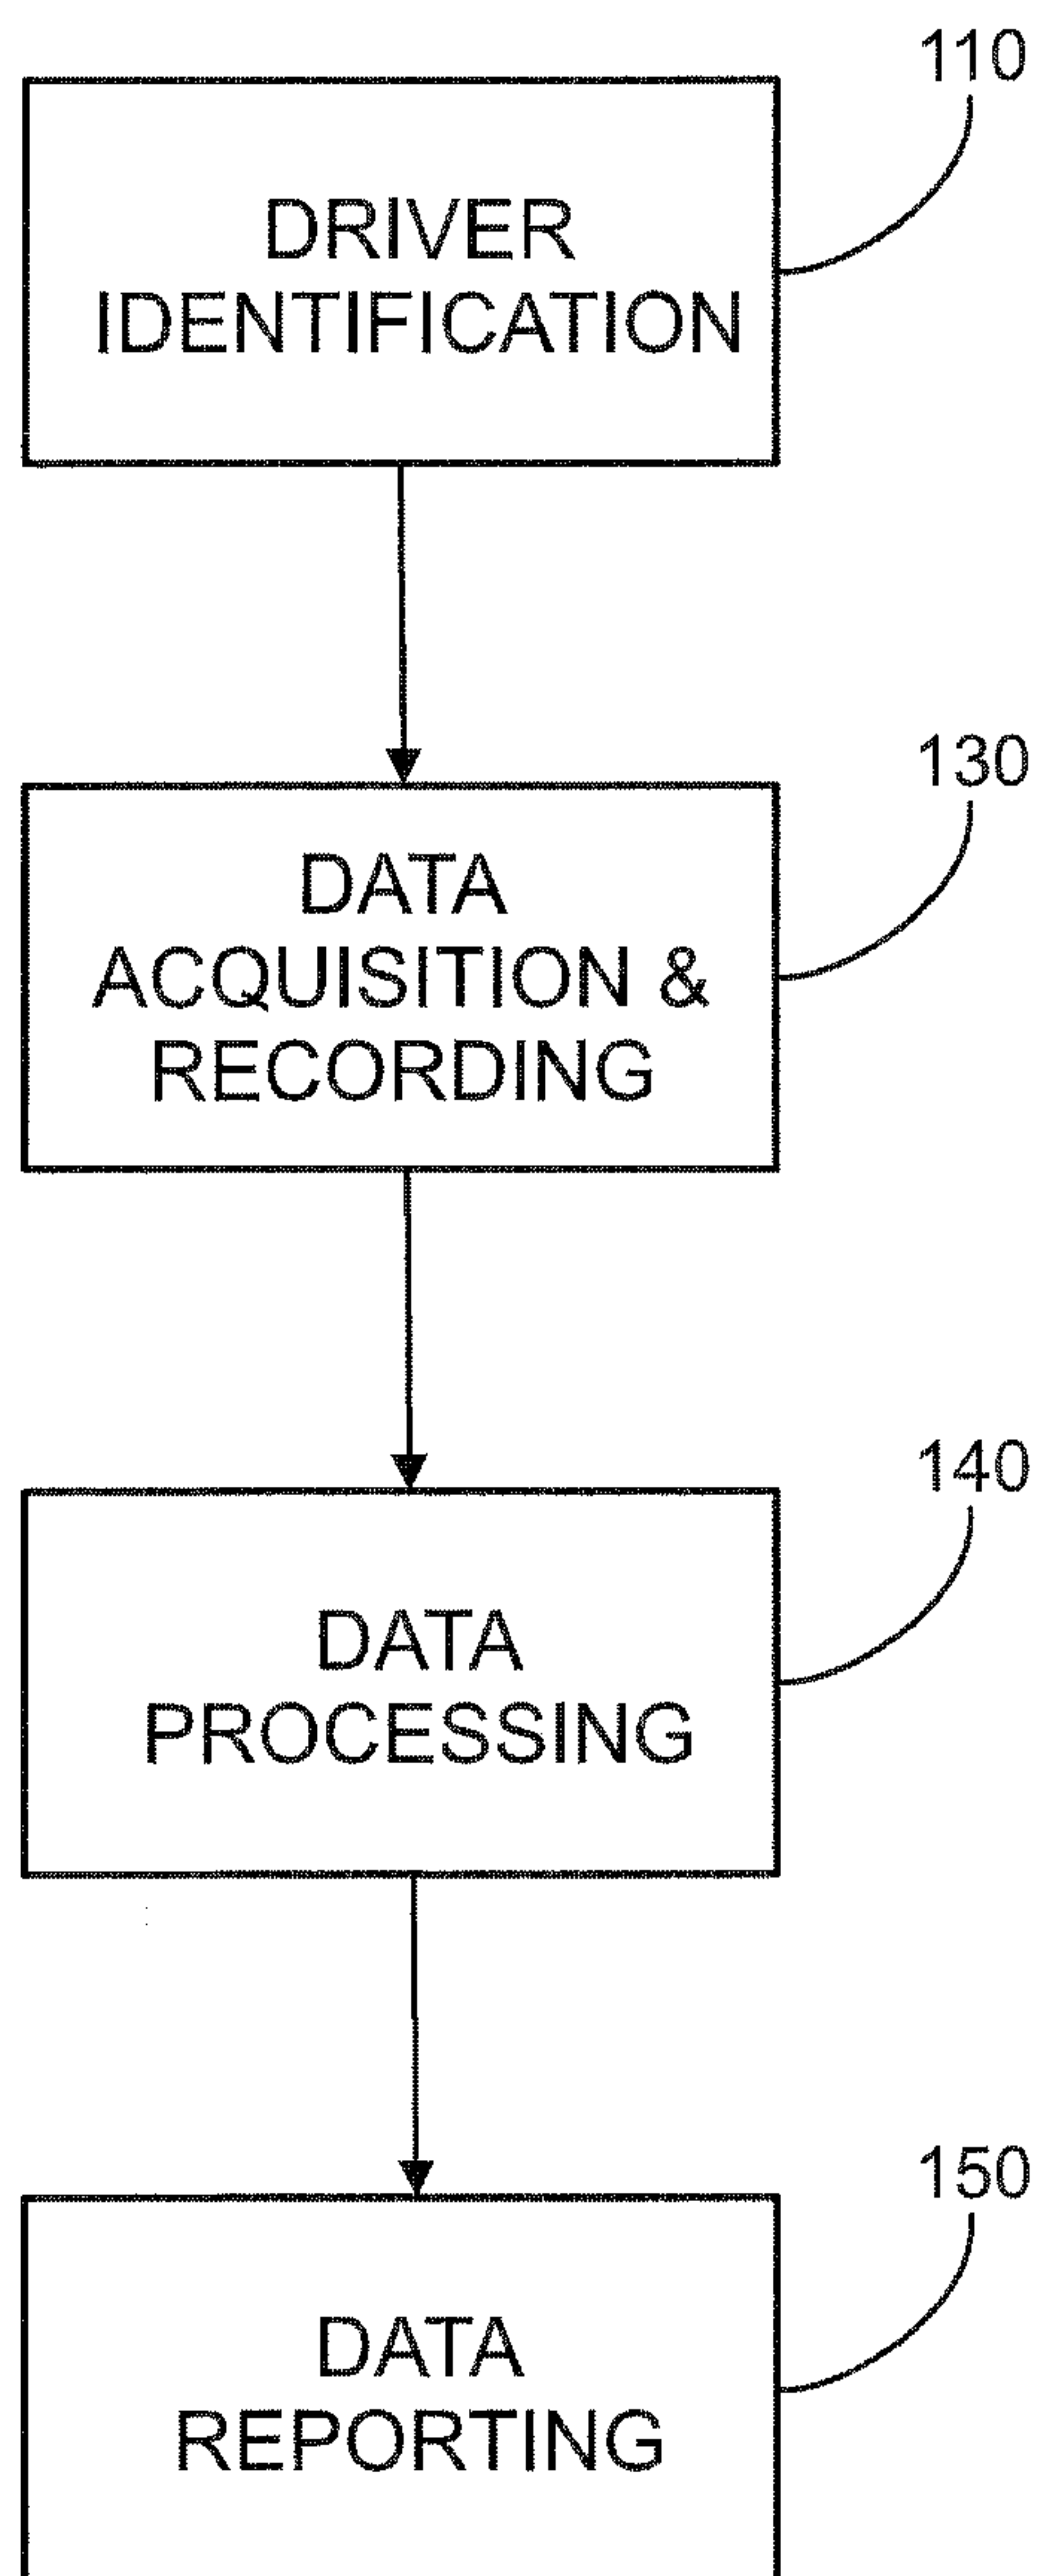 110
DRIVER
IDENTIFICATION
130
DATA
ACQUISITION &
RECORDING
140
DATA
PROCESSING
150
DATA
REPORTING